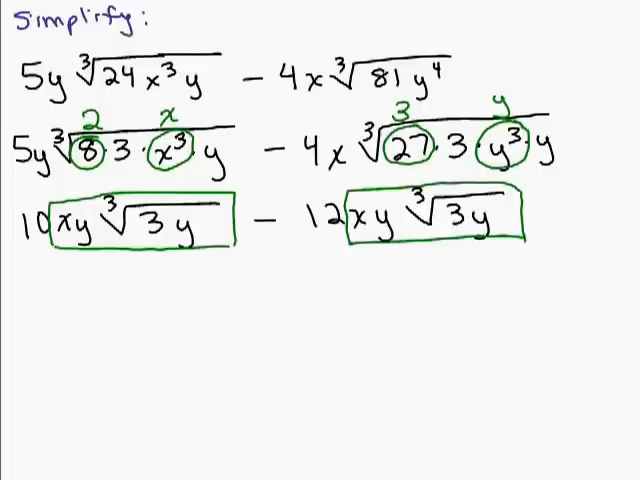 Simplify:
5y ∛24x³y − 4x ∛81y⁴
2 x 3 y
5y ∛8·3·x³·y − 4x ∛27·3·y³·y
10xy ∛3y − 12xy ∛3y